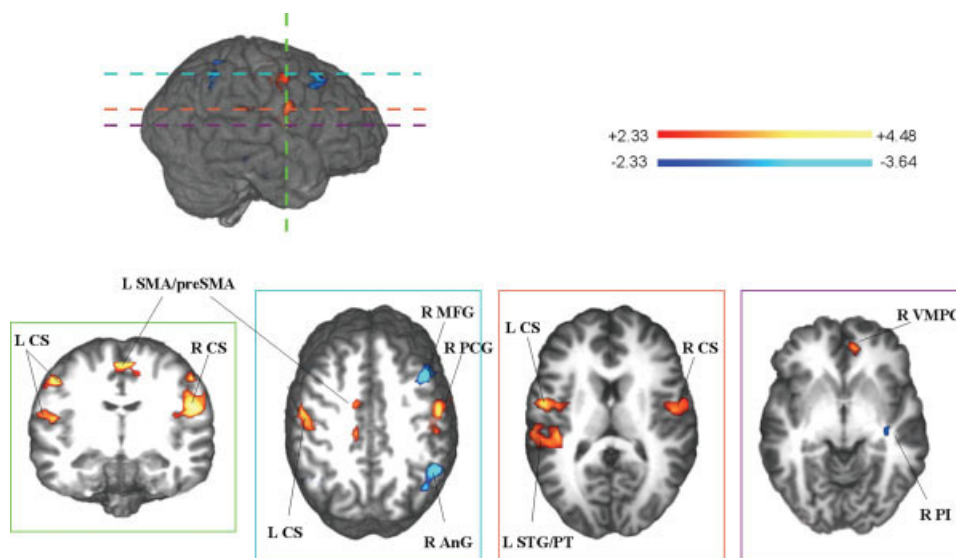 +2.33 +4.48
-2.33 -3.64
L SMA/preSMA
L CS
R CS
R MFG
R PCG
L CS
R AnG
L CS
R CS
L STG/PT
R VMPC
R PI